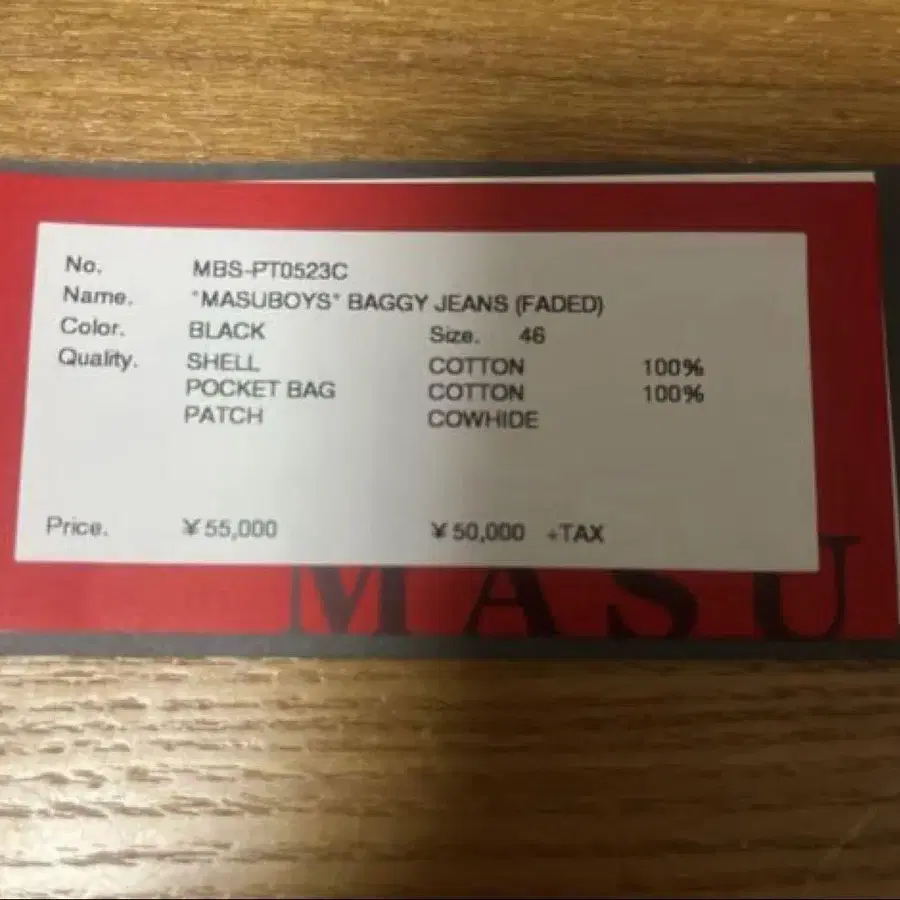 No. MBS-PT0523C
Name. "MASUBOYS" BAGGY JEANS (FADED)
Color. BLACK Size. 46
Quality. SHELL COTTON 100%
POCKET BAG COTTON 100%
PATCH COWHIDE
Price. ¥55,000 ¥50,000 +TAX
MASU